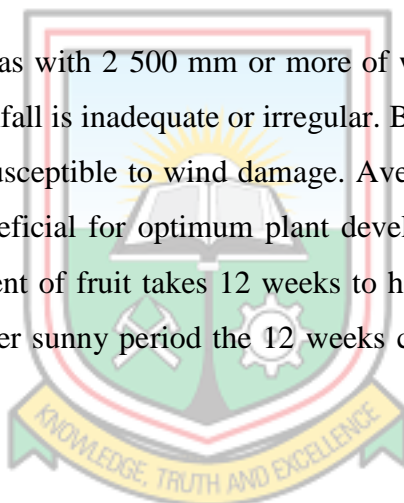 as with 2 500 mm or more of w
fall is inadequate or irregular. B
usceptible to wind damage. Ave
eficial for optimum plant devel
ent of fruit takes 12 weeks to h
er sunny period the 12 weeks c
KNOWLEDGE, TRUTH AND EXCELLENCE